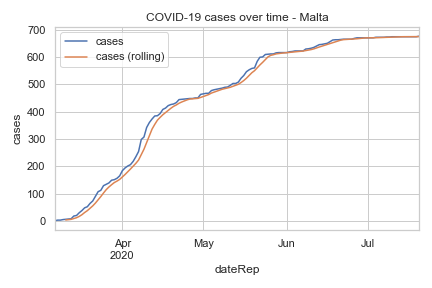 COVID-19 cases over time - Malta
700
600
500
400
300
200
100
0
cases
cases
cases (rolling)
Apr
2020
May
Jun
Jul
dateRep